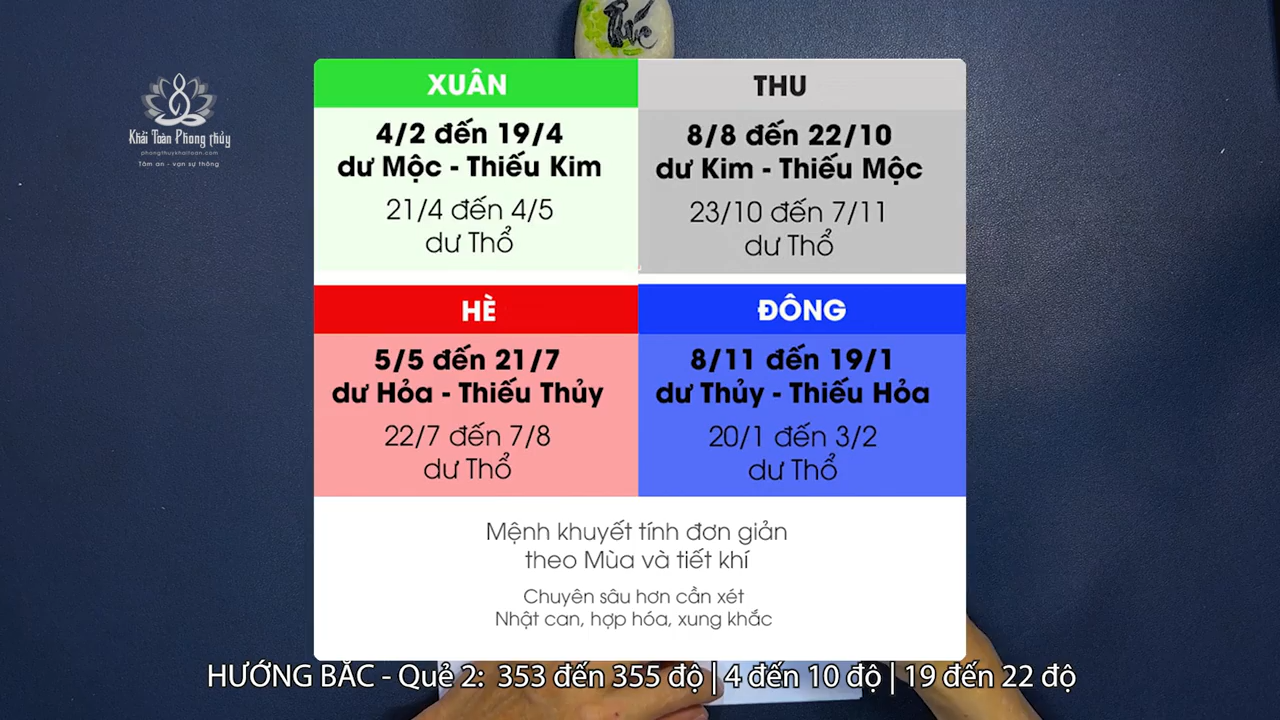 Phúc
Khải Toàn Phong thủy
phongthuykhaitoan.com
Tâm an - vạn sự thông
XUÂN
4/2 đến 19/4
dư Mộc - Thiếu Kim
21/4 đến 4/5
dư Thổ
THU
8/8 đến 22/10
dư Kim - Thiếu Mộc
23/10 đến 7/11
dư Thổ
HÈ
5/5 đến 21/7
dư Hỏa - Thiếu Thủy
22/7 đến 7/8
dư Thổ
ĐÔNG
8/11 đến 19/1
dư Thủy - Thiếu Hỏa
20/1 đến 3/2
dư Thổ
Mệnh khuyết tính đơn giản
theo Mùa và tiết khí
Chuyên sâu hơn cần xét
Nhật can, hợp hóa, xung khắc
HƯỚNG BẮC - Quẻ 2: 353 đến 355 độ | 4 đến 10 độ | 19 đến 22 độ